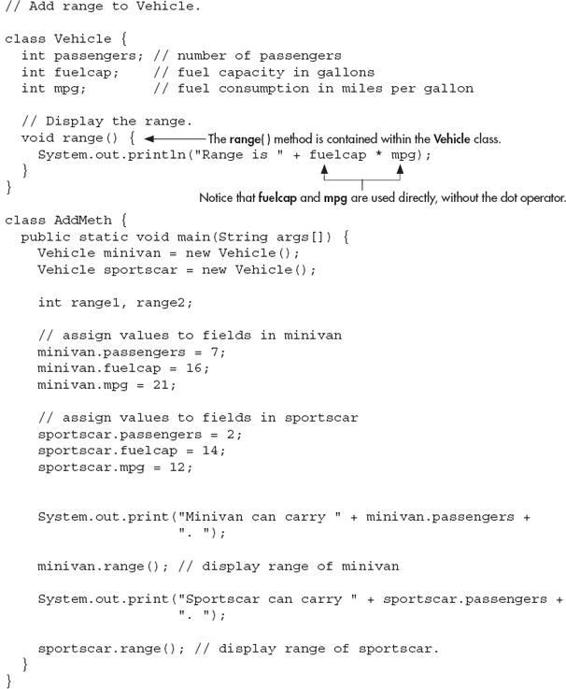 // Add range to Vehicle.
class Vehicle {
int passengers; // number of passengers
int fuelcap; // fuel capacity in gallons
int mpg; // fuel consumption in miles per gallon
// Display the range.
void range() { The range( ) method is contained within the Vehicle class.
System.out.println("Range is " + fuelcap * mpg);
}
}
Notice that fuelcap and mpg are used directly, without the dot operator.
class AddMeth {
public static void main(String args[]) {
Vehicle minivan = new Vehicle();
Vehicle sportscar = new Vehicle();
int range1, range2;
// assign values to fields in minivan
minivan.passengers = 7;
minivan.fuelcap = 16;
minivan.mpg = 21;
// assign values to fields in sportscar
sportscar.passengers = 2;
sportscar.fuelcap = 14;
sportscar.mpg = 12;
System.out.print("Minivan can carry " + minivan.passengers +
". ");
minivan.range(); // display range of minivan
System.out.print("Sportscar can carry " + sportscar.passengers +
". ");
sportscar.range(); // display range of sportscar.
}
}